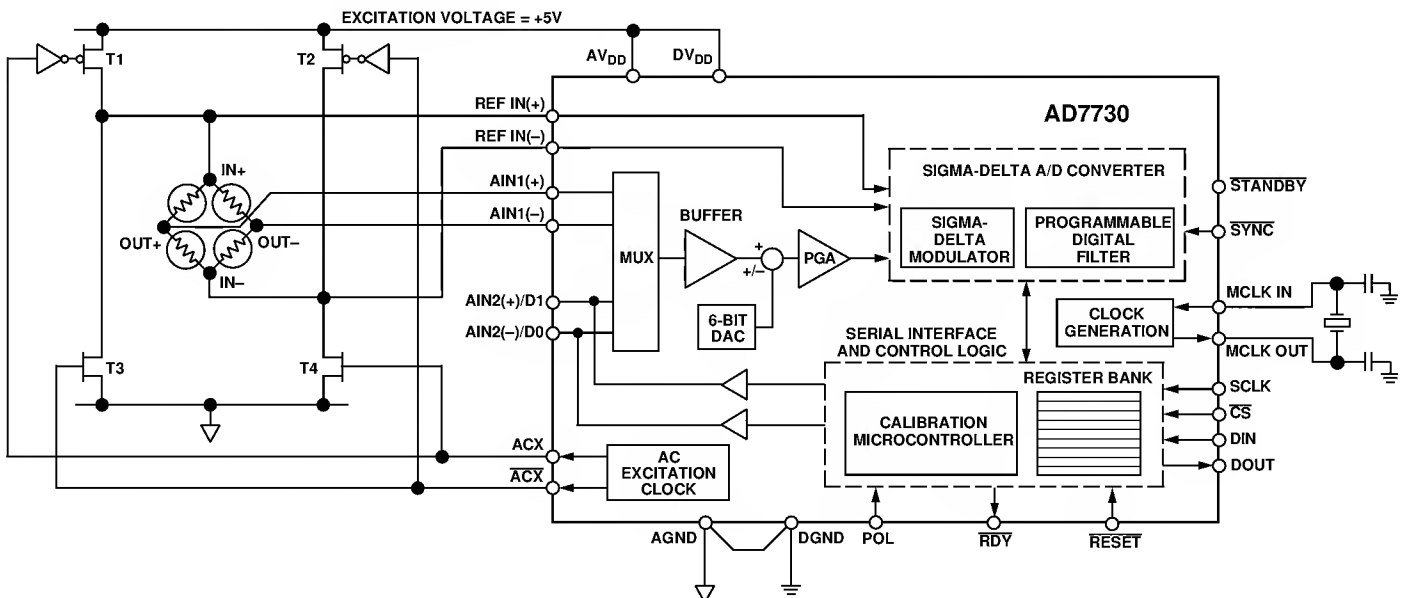 EXCITATION VOLTAGE = +5V
T1
T2
AVDD
DVDD
REF IN(+)
REF IN(–)
AD7730
IN+
OUT+
OUT–
IN–
AIN1(+)
AIN1(–)
MUX
BUFFER
+
+/–
PGA
6-BIT
DAC
SIGMA-DELTA A/D CONVERTER
SIGMA-
DELTA
MODULATOR
PROGRAMMABLE
DIGITAL
FILTER
STANDBY
SYNC
AIN2(+)/D1
AIN2(–)/D0
CLOCK
GENERATION
MCLK IN
MCLK OUT
T3
T4
SERIAL INTERFACE
AND CONTROL LOGIC
REGISTER BANK
CALIBRATION
MICROCONTROLLER
SCLK
CS
DIN
DOUT
ACX
ACX
AC
EXCITATION
CLOCK
AGND
DGND
POL
RDY
RESET